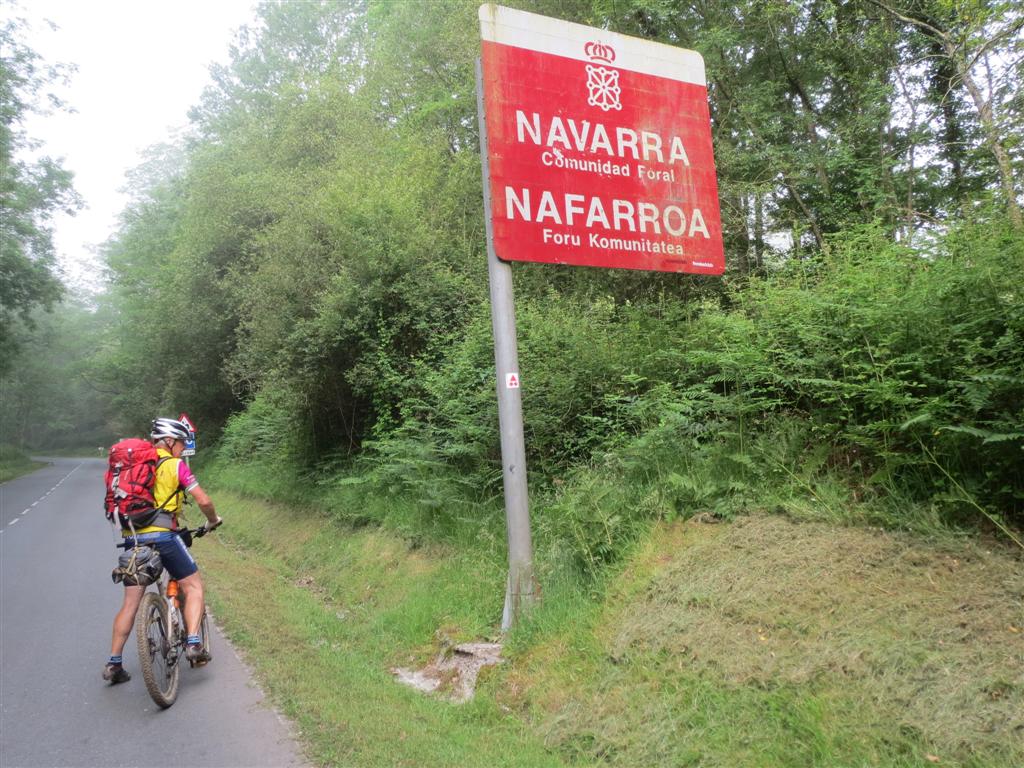 NAVARRA
Comunidad Foral
NAFARROA
Foru Komunitatea